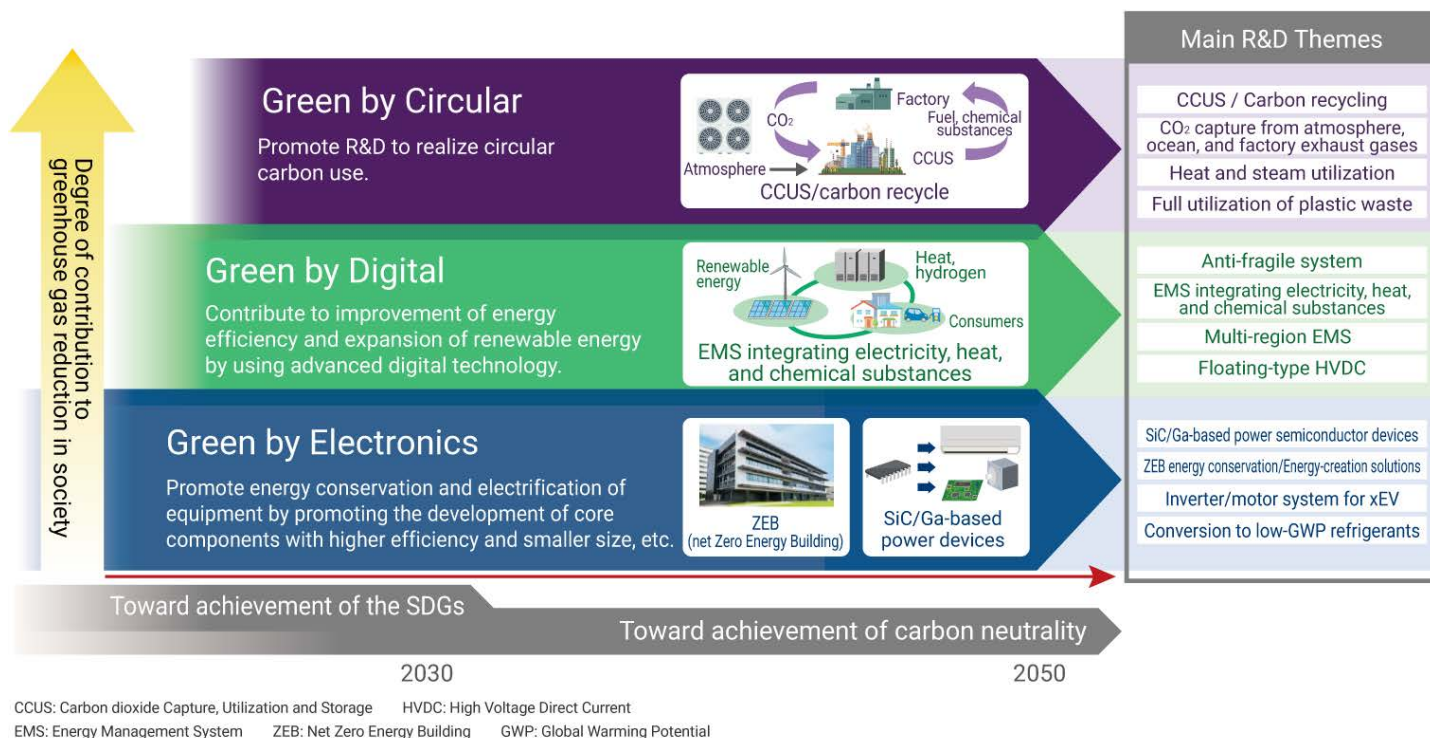 Degree of contribution to
greenhouse gas reduction in society
Green by Circular
Promote R&D to realize circular
carbon use.
CO2
Factory
Fuel, chemical
substances
Atmosphere
CCUS
CCUS/carbon recycle
Green by Digital
Contribute to improvement of energy
efficiency and expansion of renewable energy
by using advanced digital technology.
Renewable
energy
Heat,
hydrogen
Consumers
EMS integrating electricity, heat,
and chemical substances
Green by Electronics
Promote energy conservation and electrification of
equipment by promoting the development of core
components with higher efficiency and smaller size, etc.
ZEB
(net Zero Energy Building)
SiC/Ga-based
power devices
Main R&D Themes
CCUS / Carbon recycling
CO2 capture from atmosphere,
ocean, and factory exhaust gases
Heat and steam utilization
Full utilization of plastic waste
Anti-fragile system
EMS integrating electricity, heat,
and chemical substances
Multi-region EMS
Floating-type HVDC
SiC/Ga-based power semiconductor devices
ZEB energy conservation/Energy-creation solutions
Inverter/motor system for xEV
Conversion to low-GWP refrigerants
Toward achievement of the SDGs
Toward achievement of carbon neutrality
2030
2050
CCUS: Carbon dioxide Capture, Utilization and Storage HVDC: High Voltage Direct Current
EMS: Energy Management System ZEB: Net Zero Energy Building GWP: Global Warming Potential